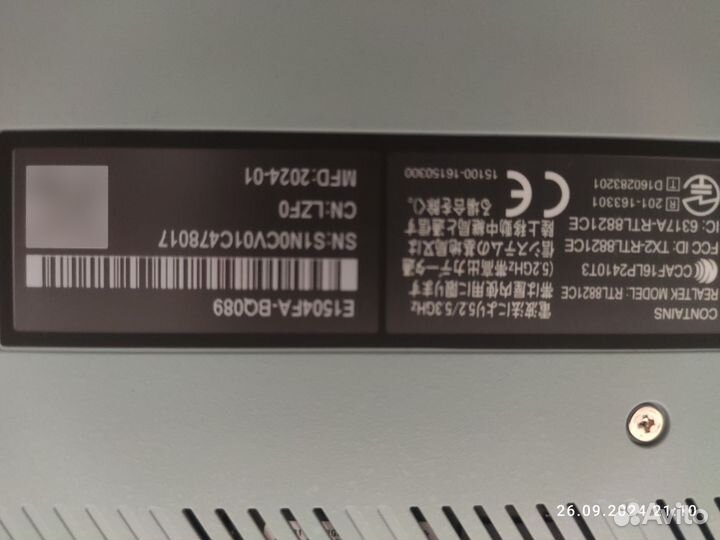 E1504FA-BQ089
SN:S1N0CV01C478017
CN:LZF0
MFD:2024-01
CONTAINS
REALTEK MODEL: RTL8821CE
CCAF16LP2410T3
FCC ID: TX2-RTL8821CE
IC: 6317A-RTL8821CE
R 201-163301
T D160283201
電波法により5.2/5.3GHz
帯は屋内使用に限ります
(5.2GHz帯高出力データ通
信システムの基地局又は
陸上移動中継局と通信す
る場合を除く)。
CE
15100-16150300
26.09.2024 21:10
Avito